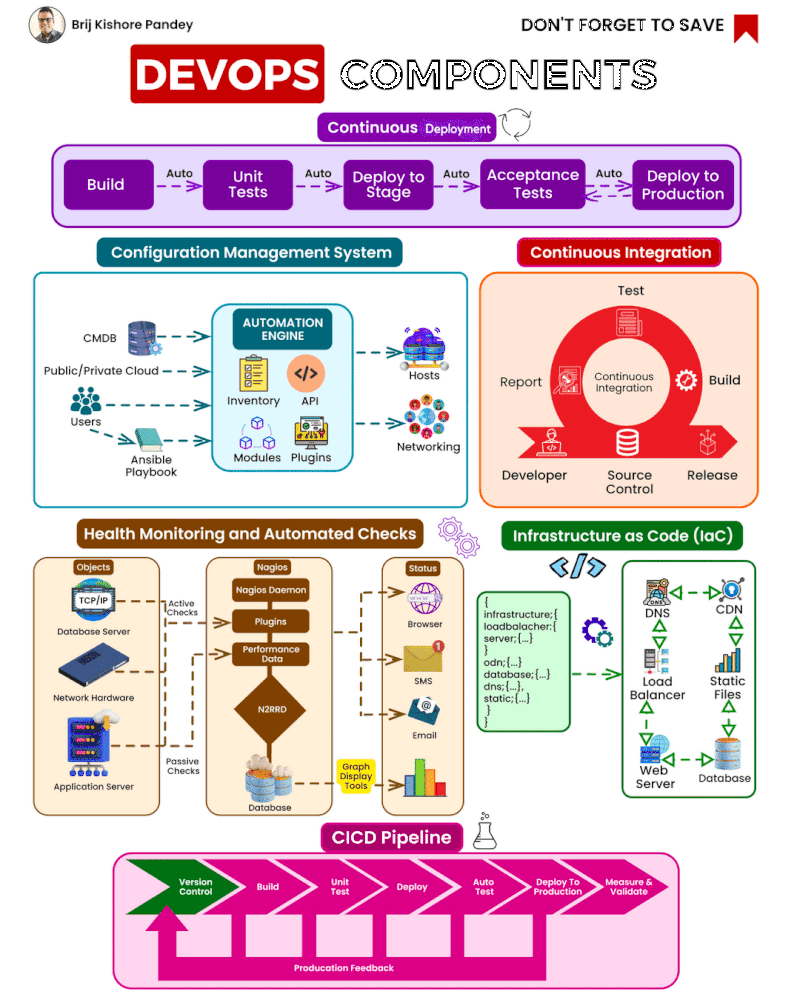 Brij Kishore Pandey
DON'T FORGET TO SAVE
DEVOPS COMPONENTS
Continuous Deployment
Build
Auto
Unit
Tests
Auto
Deploy to
Stage
Auto
Acceptance
Tests
Auto
Deploy to
Production
Configuration Management System
CMDB
Public/Private Cloud
Users
Ansible
Playbook
AUTOMATION
ENGINE
Inventory
API
Modules
Plugins
Hosts
Networking
Continuous Integration
Test
Report
Continuous
Integration
Build
Developer
Source
Control
Release
Health Monitoring and Automated Checks
Objects
TCP/IP
Database Server
Network Hardware
Application Server
Active
Checks
Passive
Checks
Nagios
Nagios Daemon
Plugins
Performance
Data
N2RRD
Database
Graph
Display
Tools
Status
www
Browser
1
SMS
@
Email
Infrastructure as Code (IaC)
</>
{
infrastructure;{
loadbalacher:{
server;{...}
}
odn;{...}
database;{...}
dns;{...},
static;{...}
}
}
DNS
DNS
CDN
Load
Balancer
Static
Files
Web
Server
Database
CICD Pipeline
Version
Control
Build
Unit
Test
Deploy
Auto
Test
Deploy To
Production
Measure &
Validate
Producation Feedback